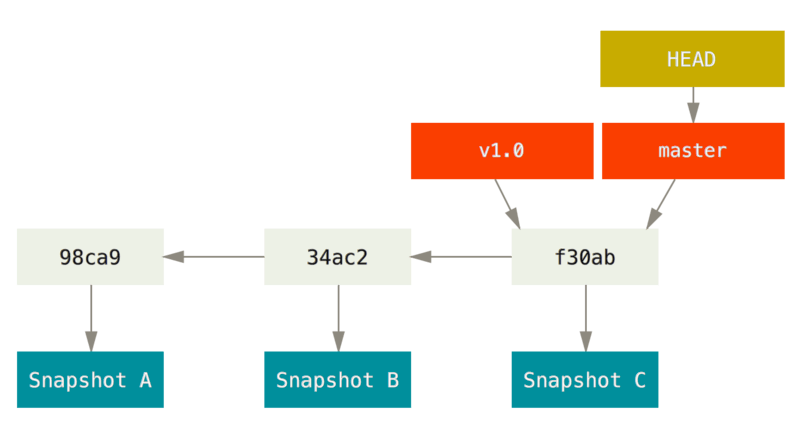 HEAD
v1.0
master
98ca9
34ac2
f30ab
Snapshot A
Snapshot B
Snapshot C